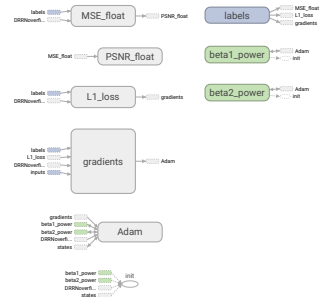 labels
DRRNoverfi...
MSE_float
PSNR_float
MSE_float
PSNR_float
labels
DRRNoverfi...
L1_loss
gradients
labels
L1_loss
DRRNoverfi...
inputs
gradients
Adam
gradients
beta1_power
beta2_power
DRRNoverfi...
states
Adam
beta1_power
beta2_power
DRRNoverfi...
states
init
labels
MSE_float
L1_loss
gradients
beta1_power
Adam
init
beta2_power
Adam
init